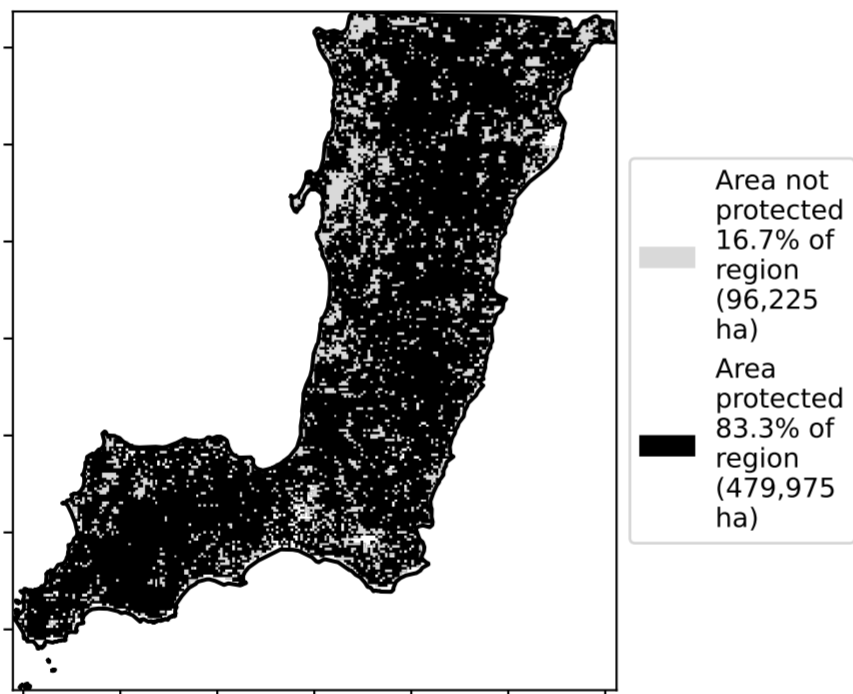 Area not
protected
16.7% of
region
(96,225
ha)
Area
protected
83.3% of
region
(479,975
ha)